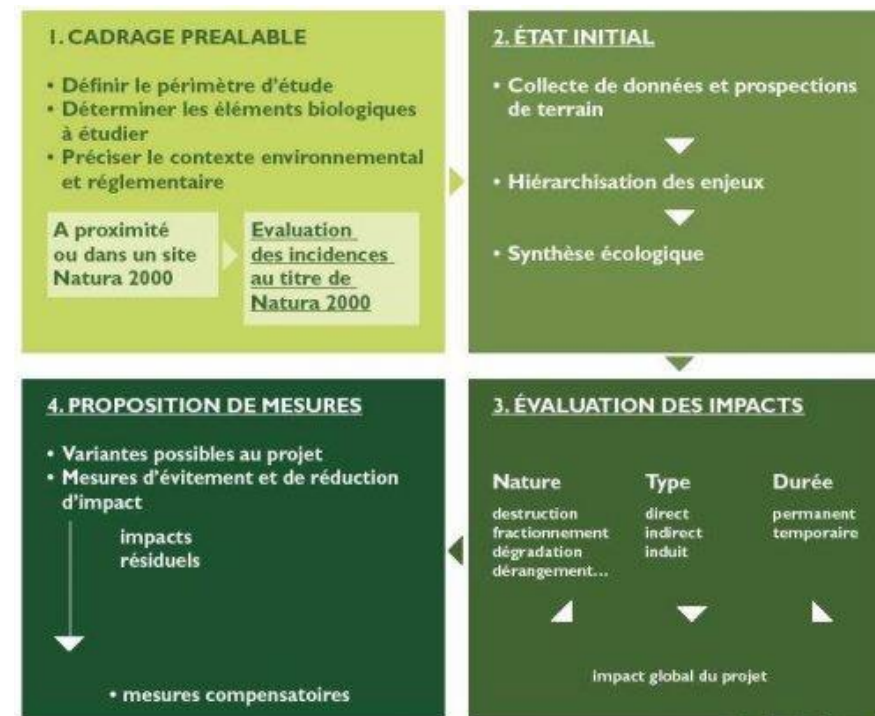 1. CADRAGE PREALABLE
• Définir le périmètre d'étude
• Déterminer les éléments biologiques
à étudier
• Préciser le contexte environnemental
et réglementaire
A proximité
ou dans un site
Natura 2000
Evaluation
des incidences
au titre de
Natura 2000
2. ÉTAT INITIAL
• Collecte de données et prospections
de terrain
• Hiérarchisation des enjeux
• Synthèse écologique
3. ÉVALUATION DES IMPACTS
Nature
destruction
fractionnement
dégradation
dérangement...
Type
direct
indirect
induit
Durée
permanent
temporaire
impact global du projet
4. PROPOSITION DE MESURES
• Variantes possibles au projet
• Mesures d'évitement et de réduction
d'impact
impacts
résiduels
• mesures compensatoires